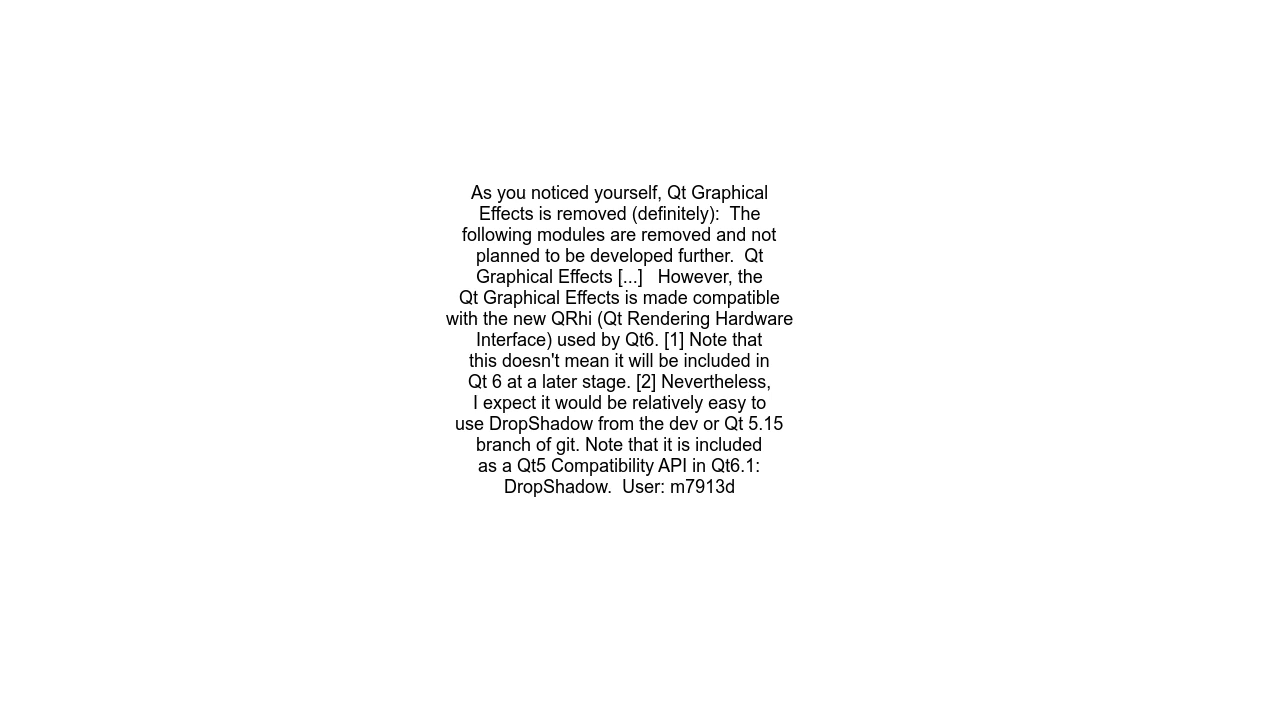 As you noticed yourself, Qt Graphical
Effects is removed (definitely):  The
following modules are removed and not
planned to be developed further.  Qt
Graphical Effects [...]   However, the
Qt Graphical Effects is made compatible
with the new QRhi (Qt Rendering Hardware
Interface) used by Qt6. [1] Note that
this doesn't mean it will be included in
Qt 6 at a later stage. [2] Nevertheless,
I expect it would be relatively easy to
use DropShadow from the dev or Qt 5.15
branch of git. Note that it is included
as a Qt5 Compatibility API in Qt6.1:
DropShadow.  User: m7913d